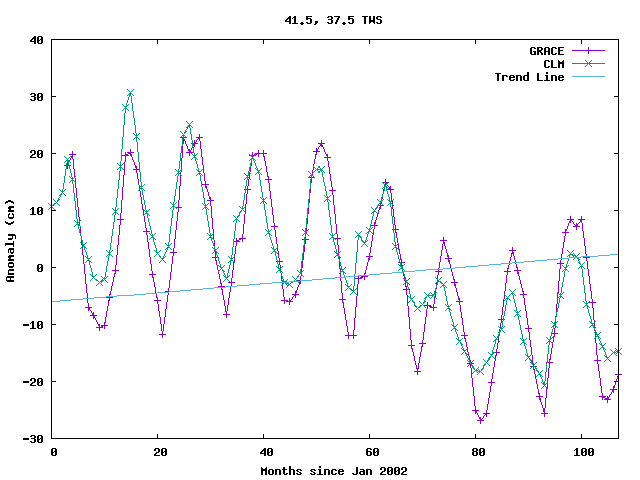 41.5, 37.5 TWS
GRACE
CLM
Trend Line
Anomaly (cm)
40
30
20
10
0
-10
-20
-30
0 20 40 60 80 100
Months since Jan 2002